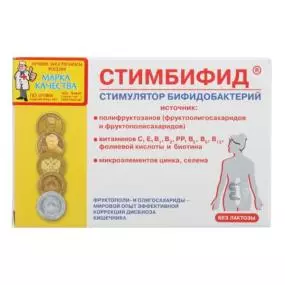 МАРКА
КАЧЕСТВА
СТИМБИФИД®
СТИМУЛЯТОР БИФИДОБАКТЕРИЙ
ИСТОЧНИК:
• полифруктозанов (фруктолигосахаридов
и фруктополисахаридов)
• витаминов С, Е, В₁, В₂, РР, В₅, В₆, В₁₂,
фолиевой кислоты и биотина
• микроэлементов цинка, селена
БЕЗ ЛАКТОЗЫ
ФРУКТОПОЛИ- И ОЛИГОСАХАРИДЫ –
МИРОВОЙ ОПЫТ ЭФФЕКТИВНОЙ
КОРРЕКЦИИ ДИСБИОЗА
КИШЕЧНИКА